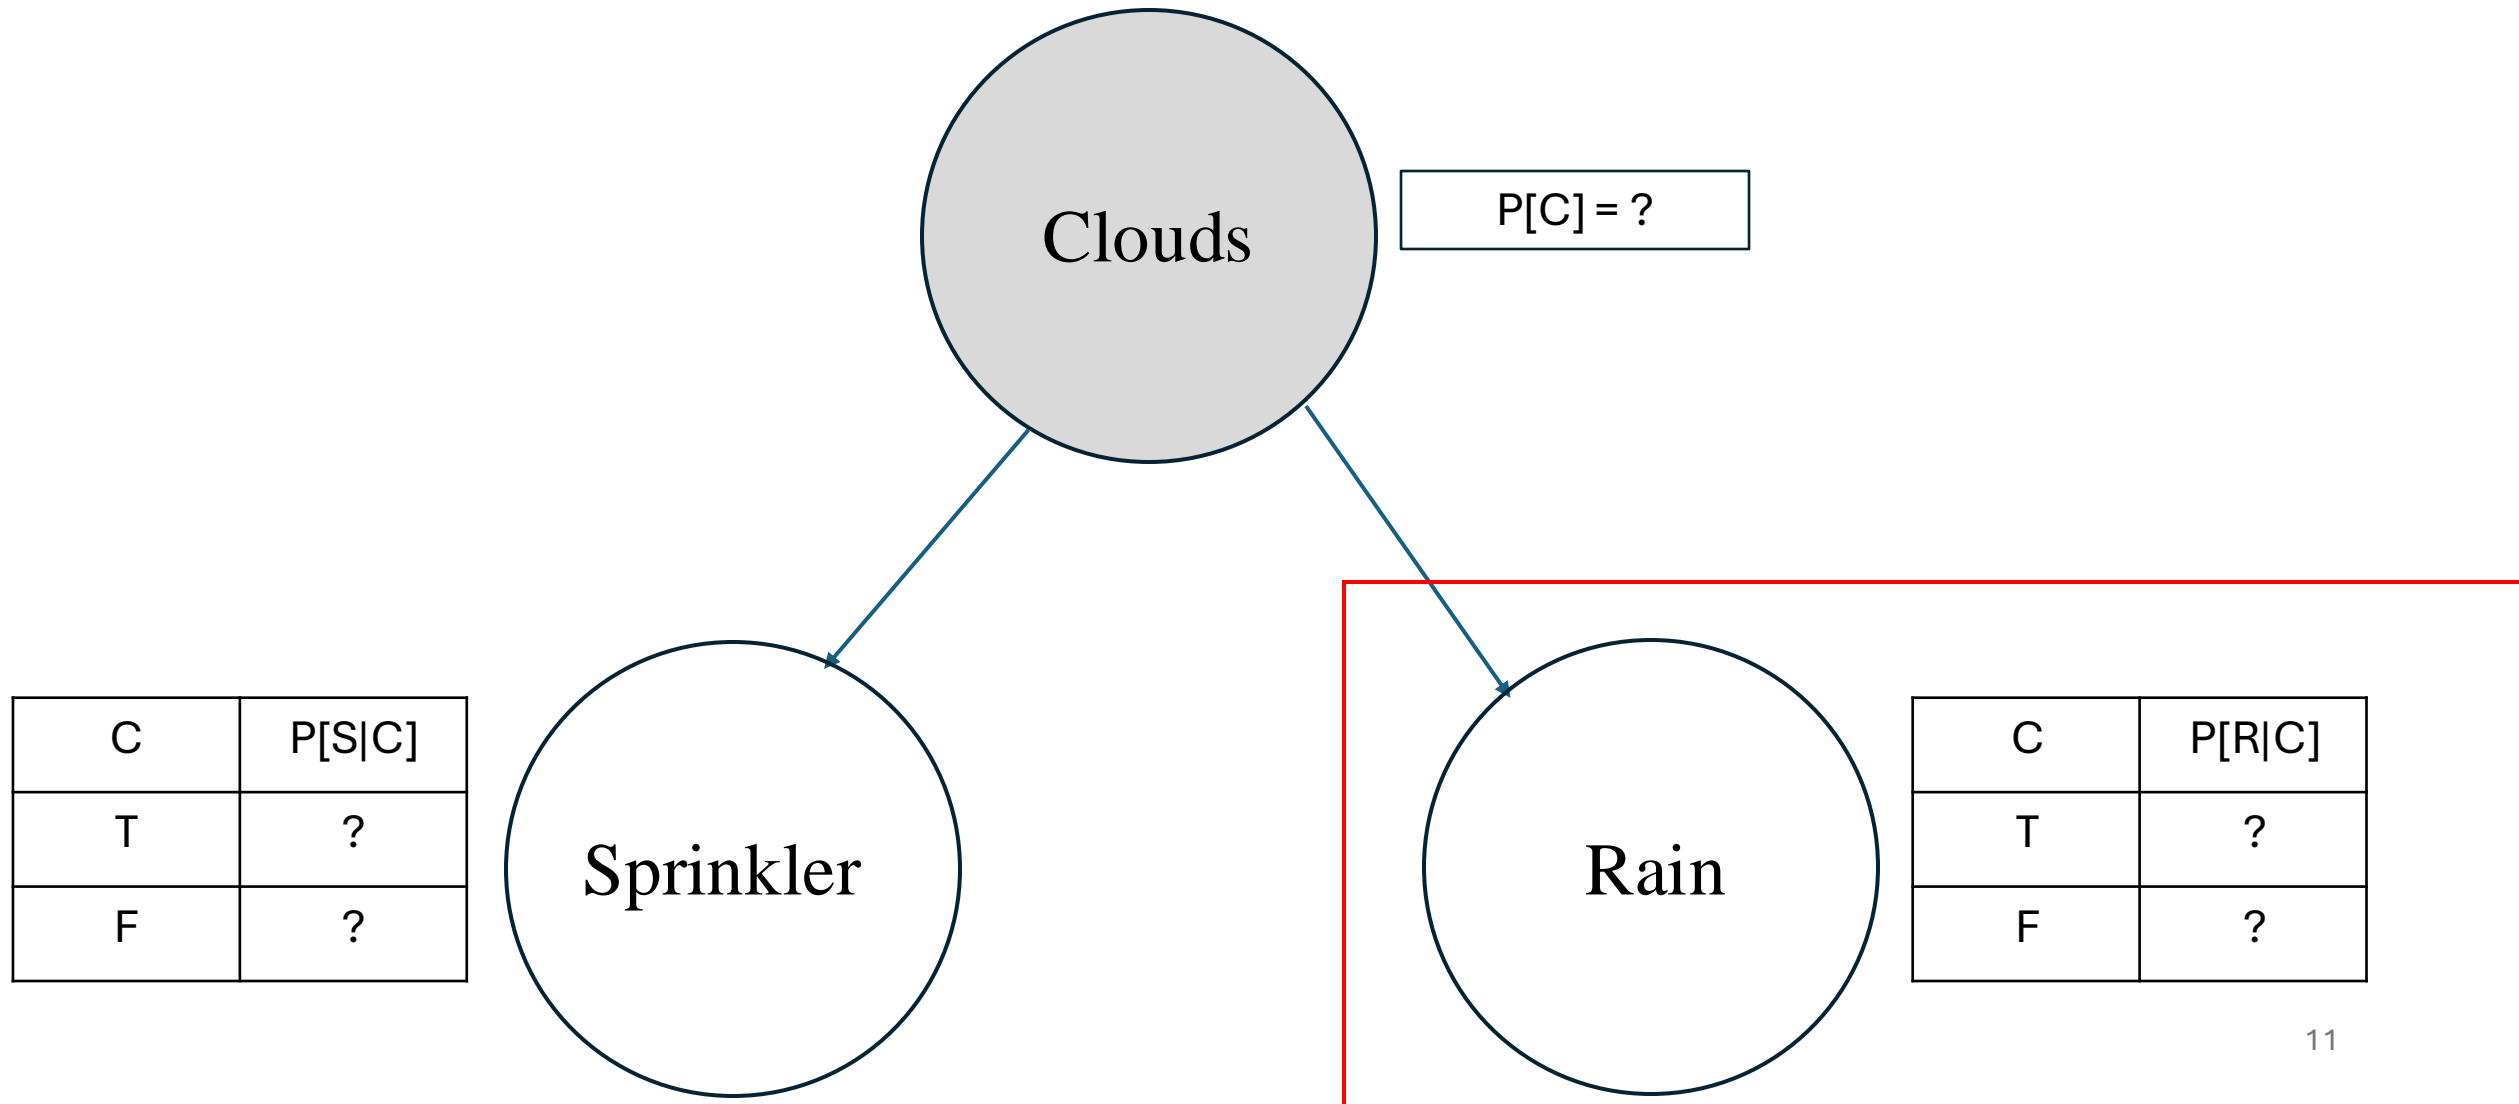 Clouds
P[C] = ?
C P[S|C]
T ?
F ?
Sprinkler
Rain
C P[R|C]
T ?
F ?
11